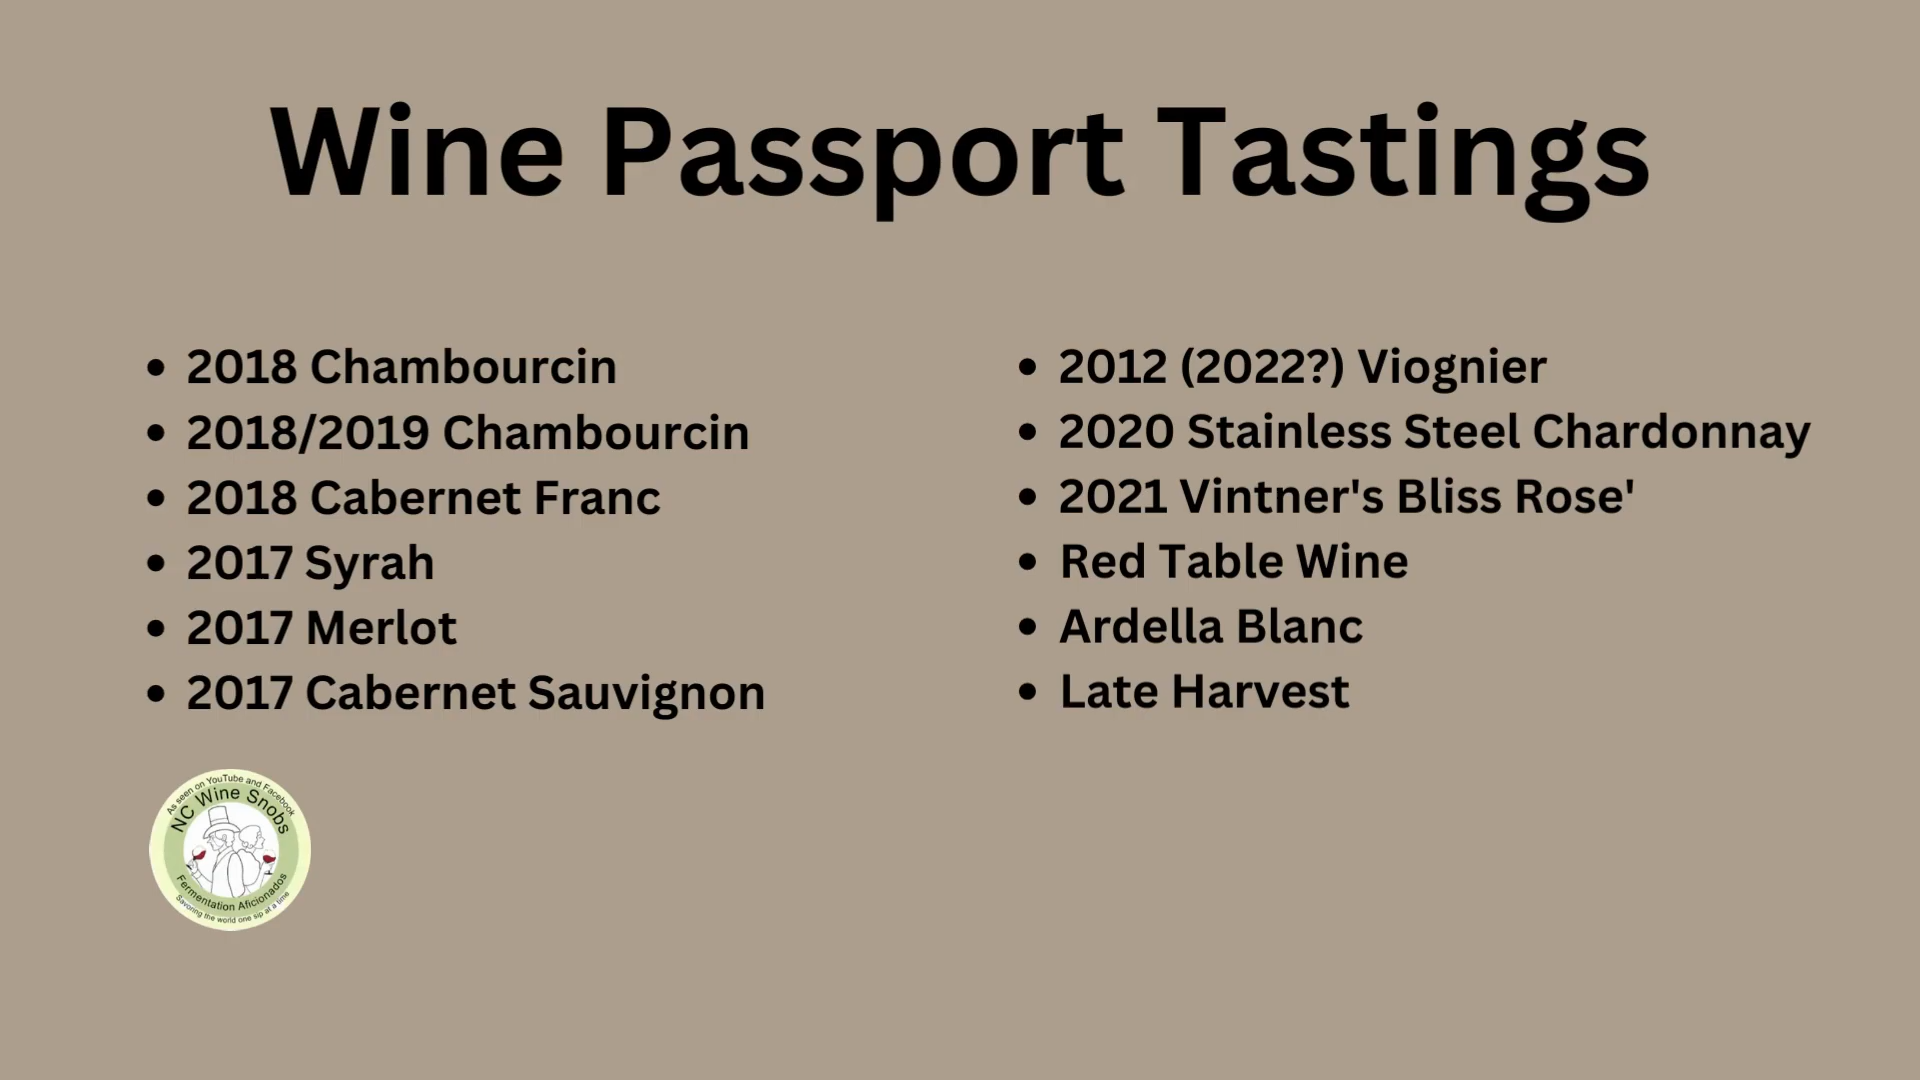 Wine Passport Tastings
• 2018 Chambourcin
• 2018/2019 Chambourcin
• 2018 Cabernet Franc
• 2017 Syrah
• 2017 Merlot
• 2017 Cabernet Sauvignon
• 2012 (2022?) Viognier
• 2020 Stainless Steel Chardonnay
• 2021 Vintner's Bliss Rose'
• Red Table Wine
• Ardella Blanc
• Late Harvest
As seen on YouTube and Facebook
NC Wine Snobs
Fermentation Aficionados
Savoring the world one sip at a time